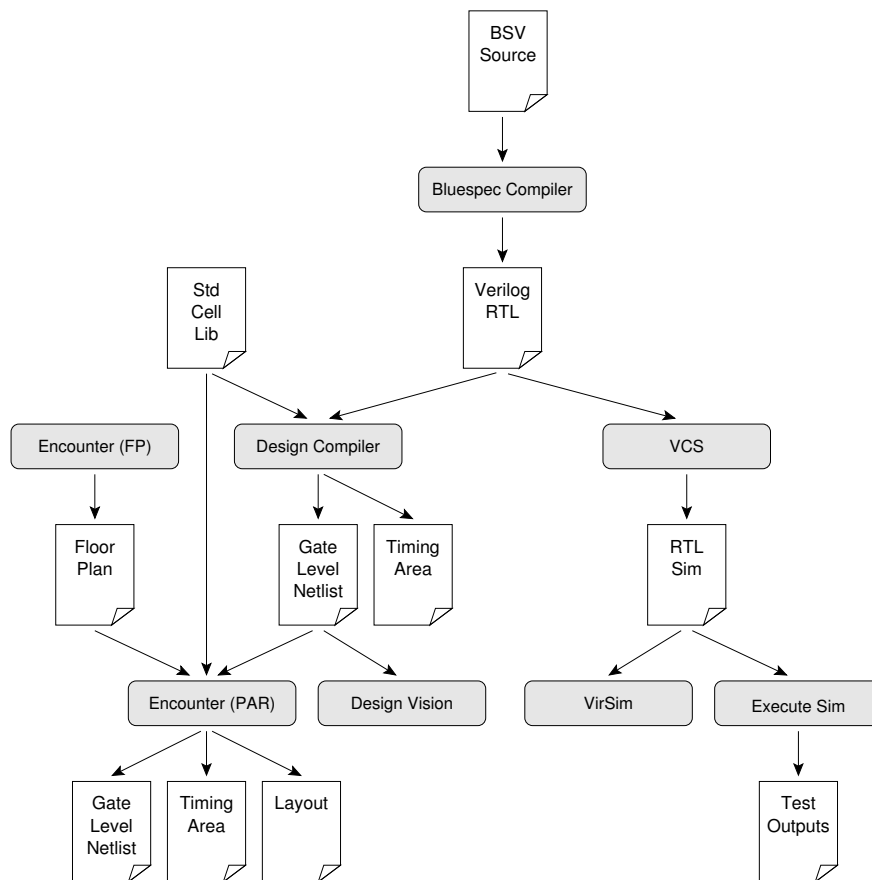 BSV
Source
Bluespec Compiler
Std
Cell
Lib
Verilog
RTL
Encounter (FP)
Design Compiler
VCS
Floor
Plan
Gate
Level
Netlist
Timing
Area
RTL
Sim
Encounter (PAR)
Design Vision
VirSim
Execute Sim
Gate
Level
Netlist
Timing
Area
Layout
Test
Outputs